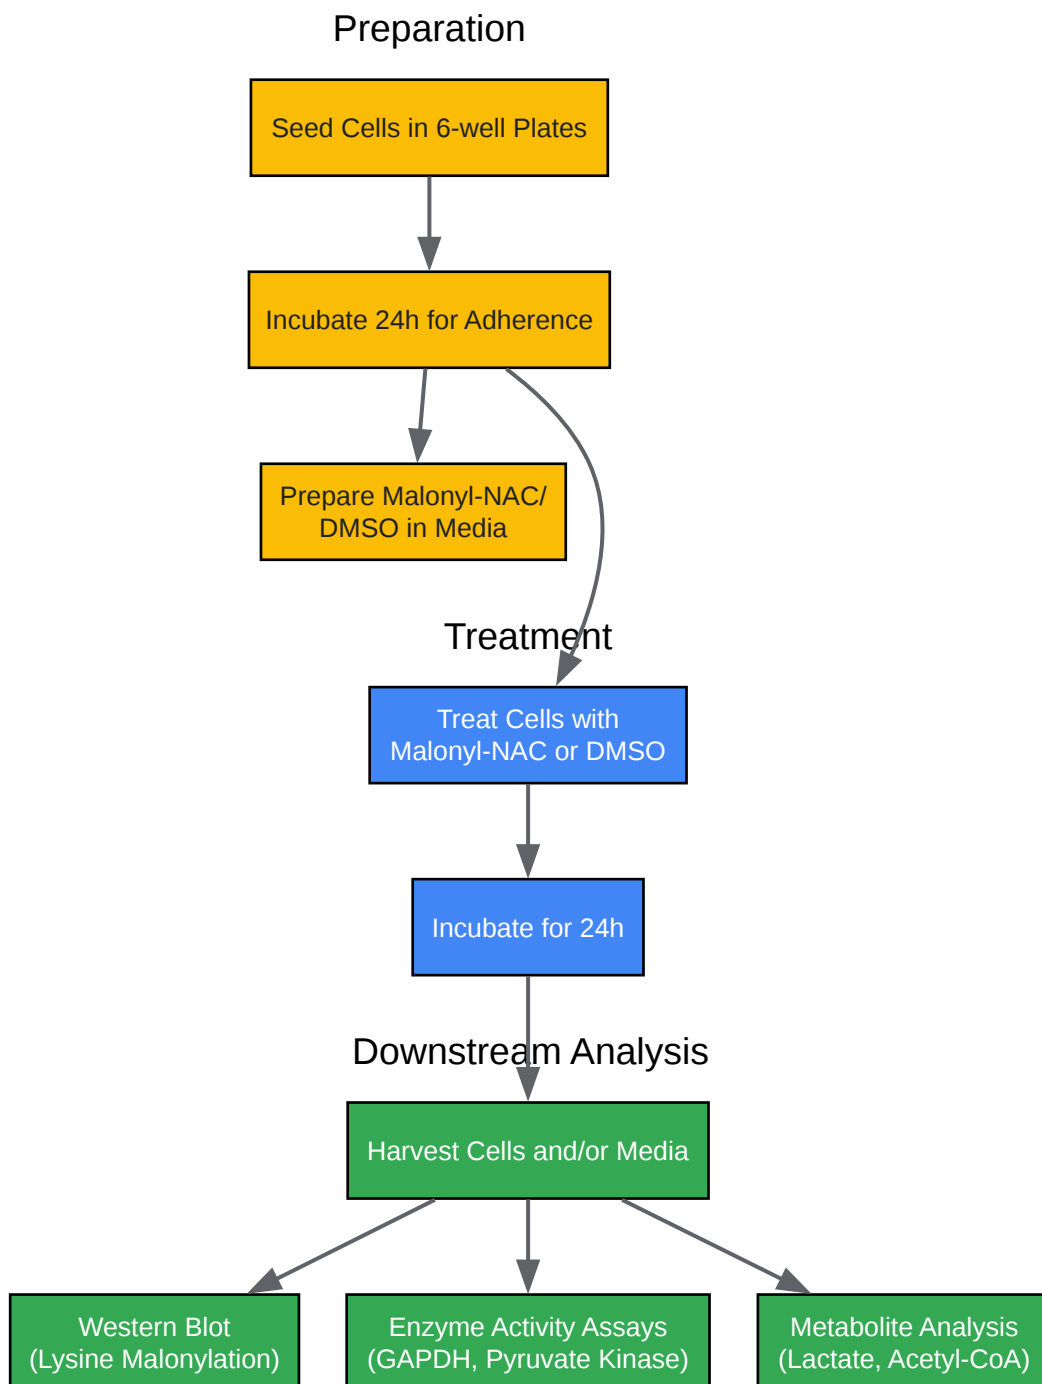 Preparation
Seed Cells in 6-well Plates
Incubate 24h for Adherence
Prepare Malonyl-NAC/
DMSO in Media
Treatment
Treat Cells with
Malonyl-NAC or DMSO
Incubate for 24h
Downstream Analysis
Harvest Cells and/or Media
Western Blot
(Lysine Malonylation)
Enzyme Activity Assays
(GAPDH, Pyruvate Kinase)
Metabolite Analysis
(Lactate, Acetyl-CoA)